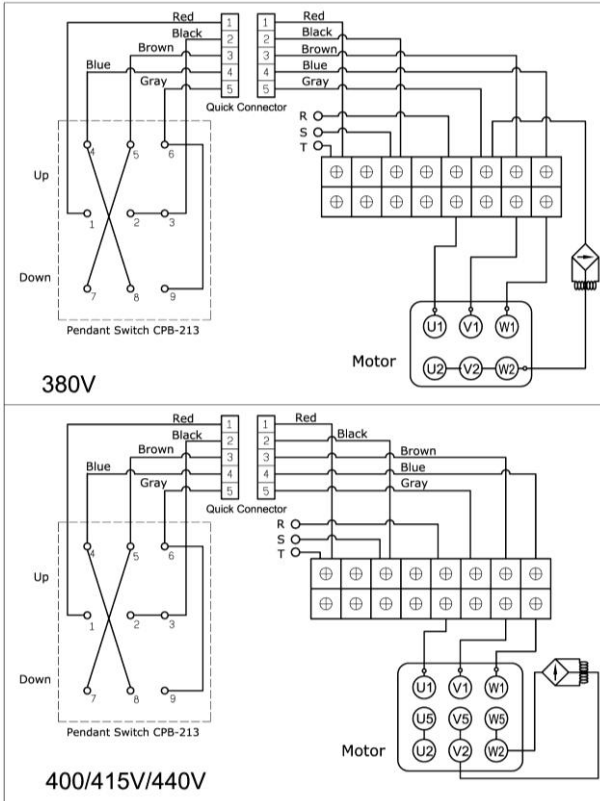 Red 1 1 Red
Black 2 2 Black
Brown 3 3 Brown
Blue 4 4 Blue
Gray 5 5 Gray
Quick Connector
R
S
T
4 5 6
Up
1 2 3
Down
7 8 9
Pendant Switch CPB-213
U1 V1 W1
Motor
U2 V2 W2
380V
Red 1 1 Red
Black 2 2 Black
Brown 3 3 Brown
Blue 4 4 Blue
Gray 5 5 Gray
Quick Connector
R
S
T
4 5 6
Up
1 2 3
Down
7 8 9
Pendant Switch CPB-213
U1 V1 W1
U5 V5 W5
Motor
U2 V2 W2
400/415V/440V